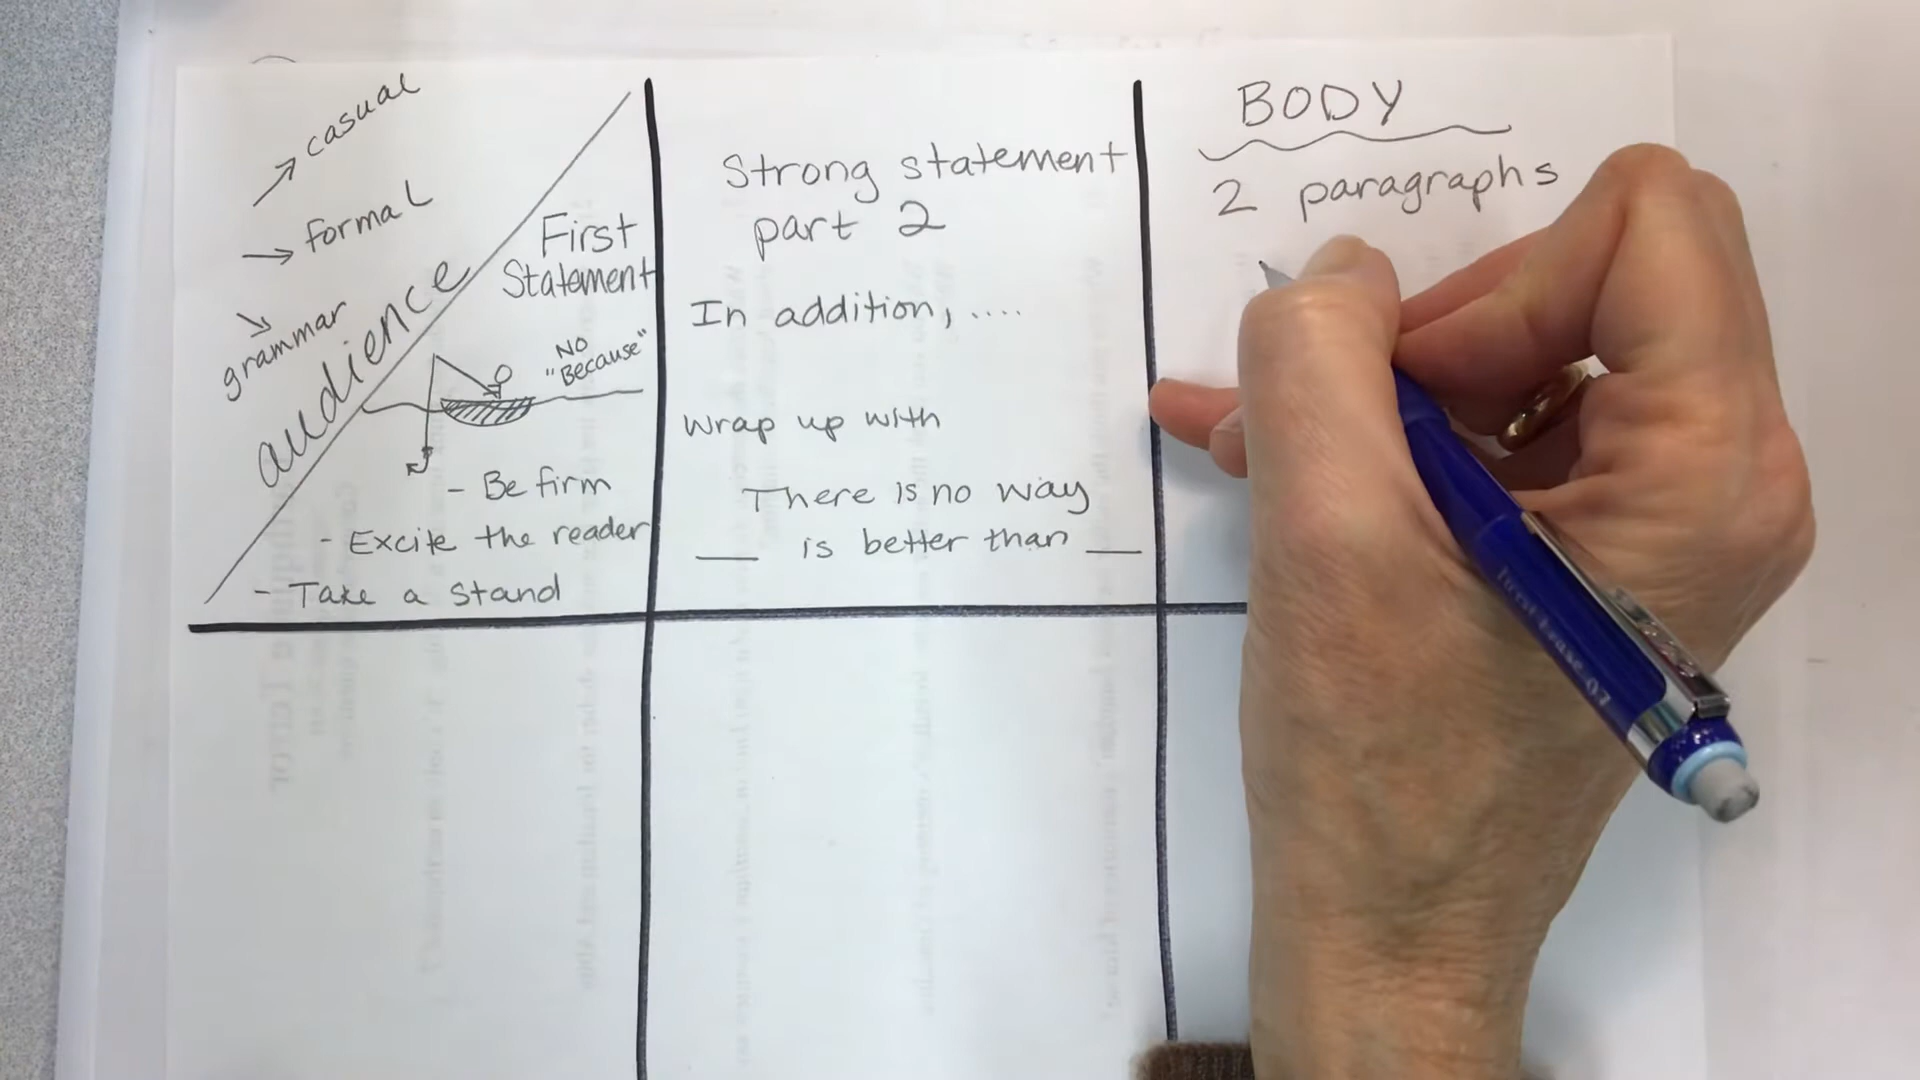 casual
formal
grammar
audience
First
Statement
NO
"Because"
- Be firm
- Excite the reader
- Take a stand
Strong statement
part 2
In addition, ....
Wrap up with
There is no way
___ is better than ___
BODY
2 paragraphs